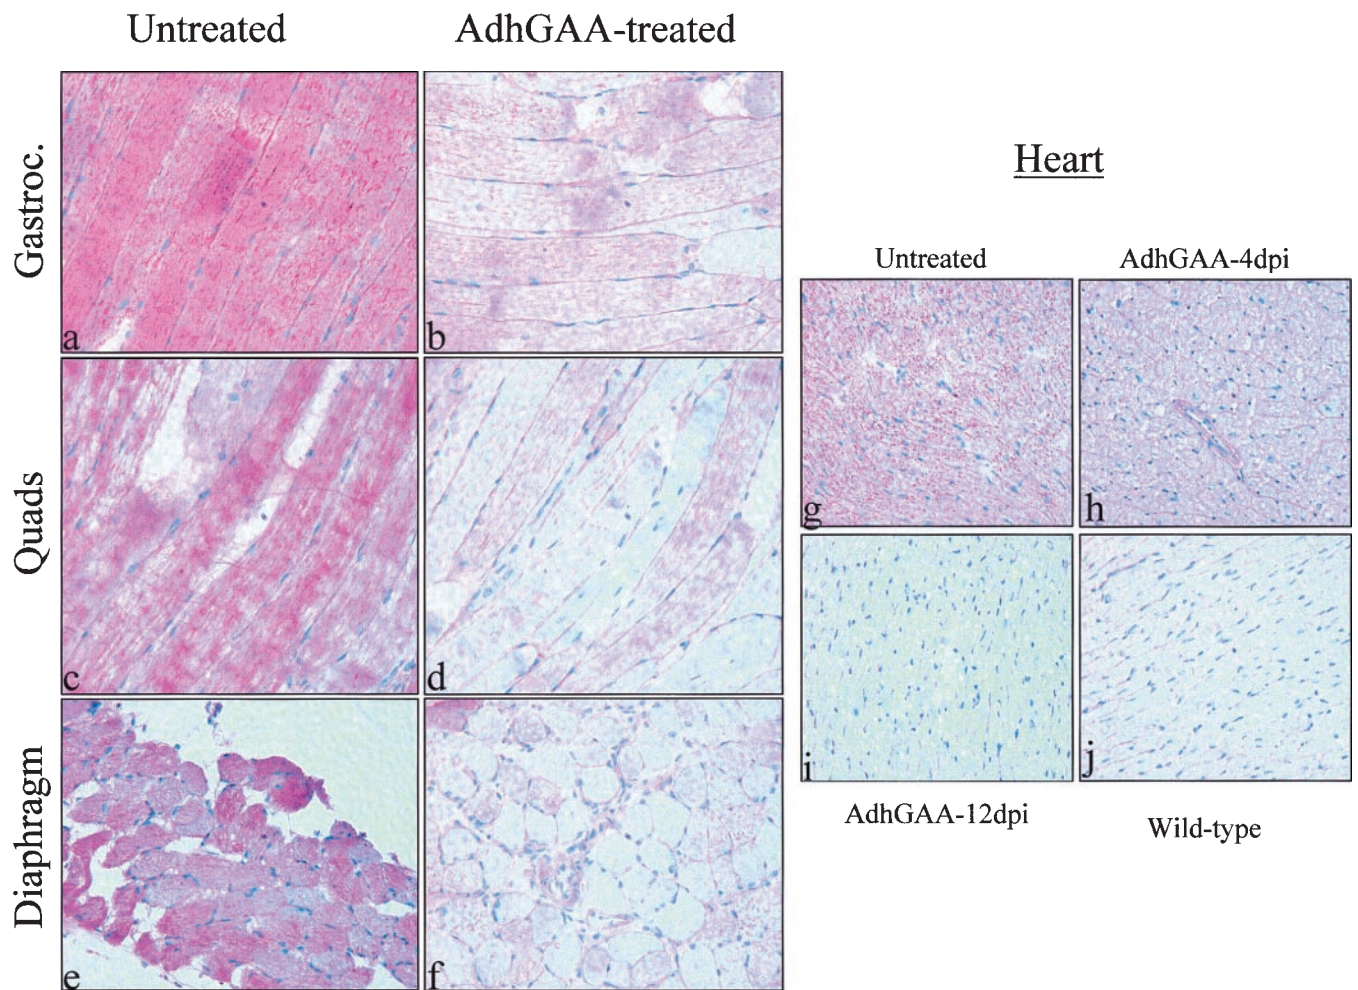 Untreated
AdhGAA-treated
Gastroc.
a
b
Quads
c
d
Diaphragm
e
f
Heart
Untreated
AdhGAA-4dpi
g
h
i
j
AdhGAA-12dpi
Wild-type